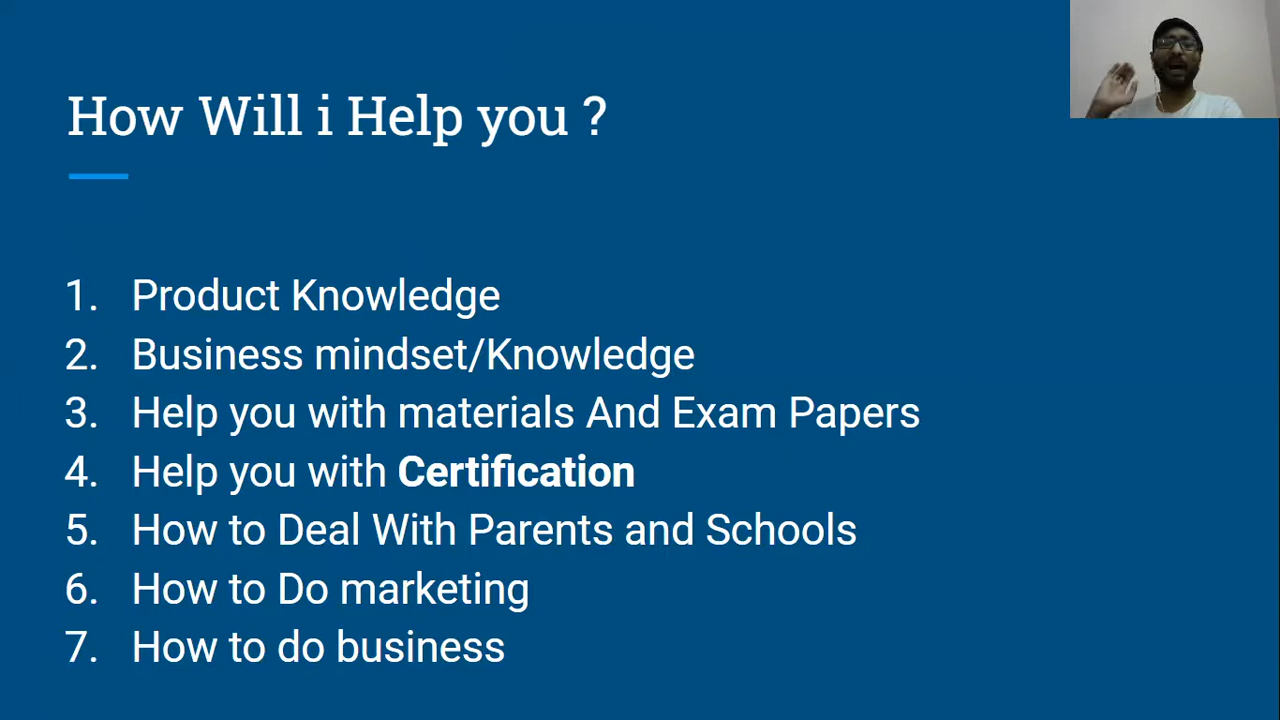 How Will i Help you ?
1. Product Knowledge
2. Business mindset/Knowledge
3. Help you with materials And Exam Papers
4. Help you with Certification
5. How to Deal With Parents and Schools
6. How to Do marketing
7. How to do business